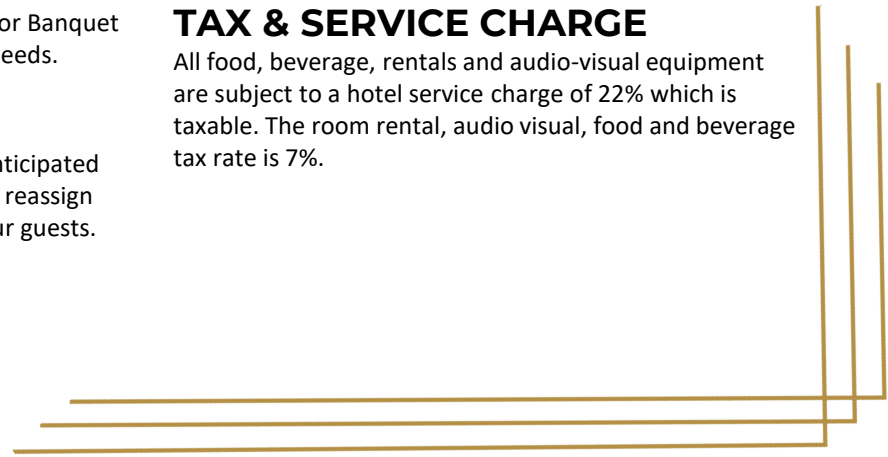 or Banquet
eeds.
nticipated
reassign
ur guests.
TAX & SERVICE CHARGE
All food, beverage, rentals and audio-visual equipment
are subject to a hotel service charge of 22% which is
taxable. The room rental, audio visual, food and beverage
tax rate is 7%.